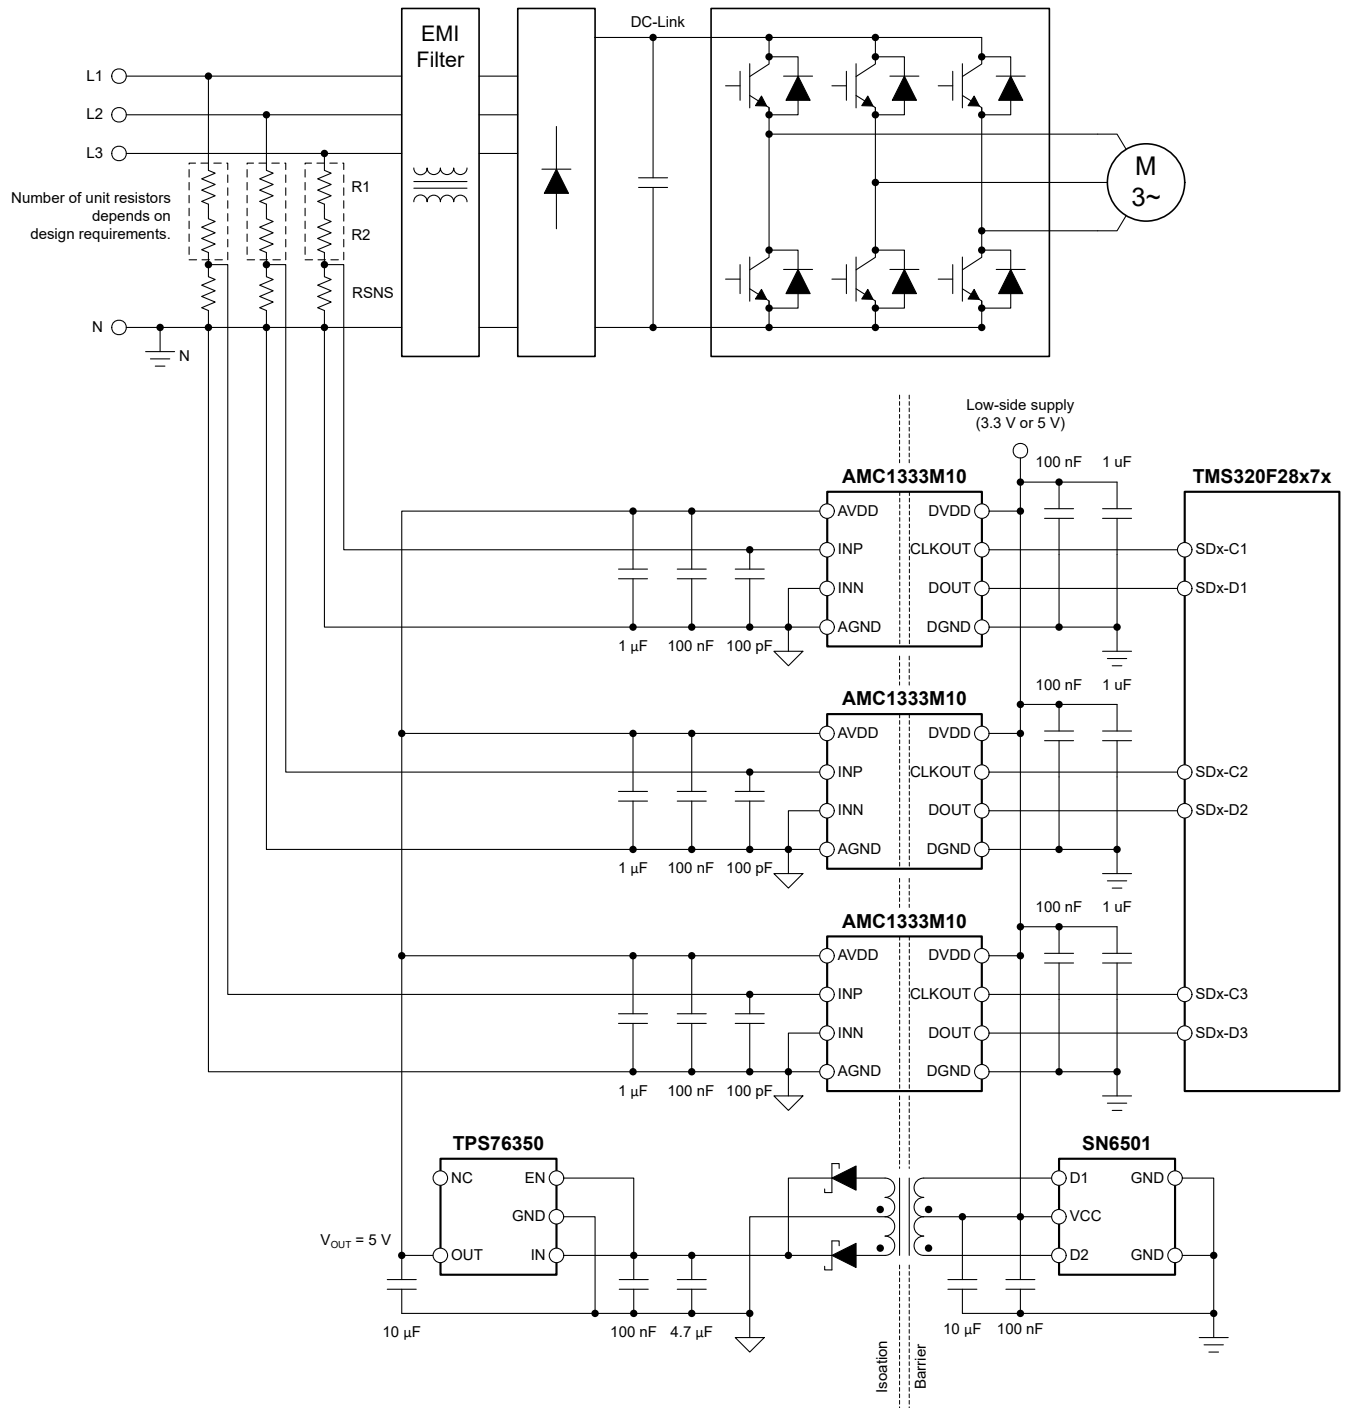 EMI
Filter
DC-Link
L1
L2
L3
Number of unit resistors
depends on
design requirements.
R1
R2
RSNS
N
N
M
3~
Low-side supply
(3.3 V or 5 V)
100 nF
1 uF
AMC1333M10
TMS320F28x7x
AVDD
DVDD
INP
CLKOUT
SDx-C1
INN
DOUT
SDx-D1
AGND
DGND
1 µF
100 nF
100 pF
100 nF
1 uF
AMC1333M10
AVDD
DVDD
INP
CLKOUT
SDx-C2
INN
DOUT
SDx-D2
AGND
DGND
1 µF
100 nF
100 pF
100 nF
1 uF
AMC1333M10
AVDD
DVDD
INP
CLKOUT
SDx-C3
INN
DOUT
SDx-D3
AGND
DGND
1 µF
100 nF
100 pF
TPS76350
SN6501
NC
EN
GND
VOUT = 5 V
OUT
IN
D1
GND
VCC
D2
GND
10 µF
100 nF
4.7 µF
10 µF
100 nF
Isoation
Barrier